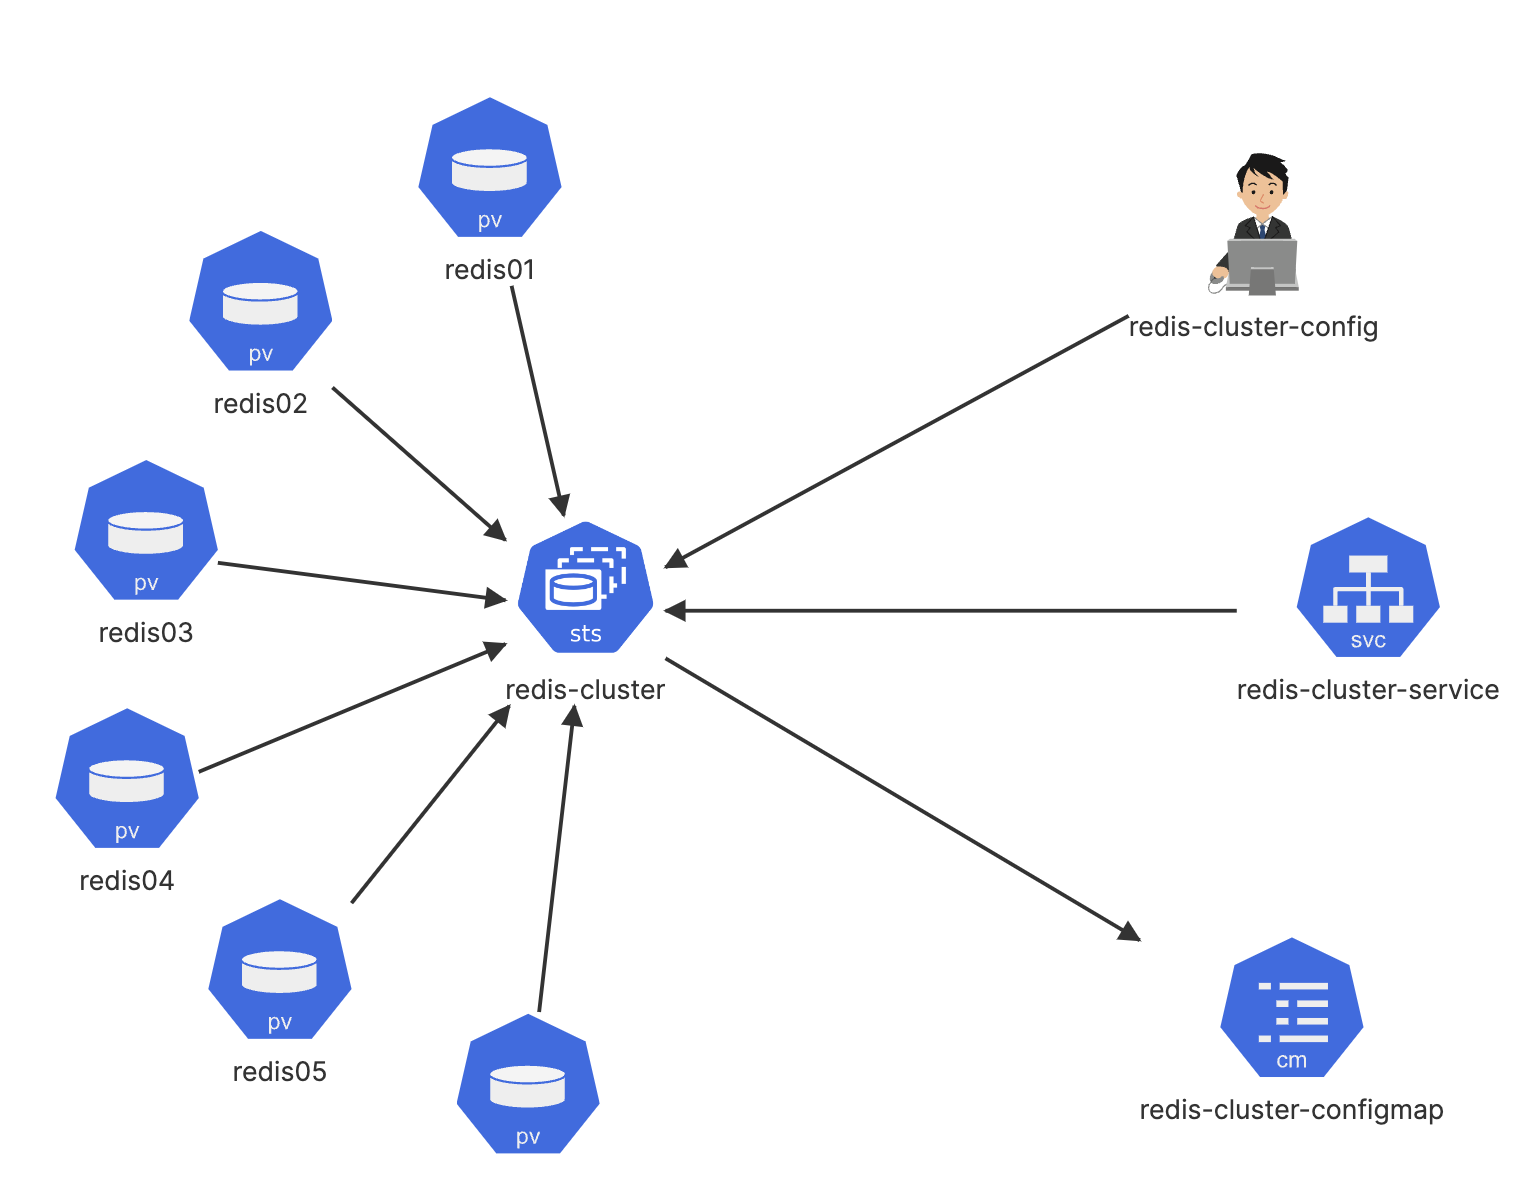 pv
redis01
pv
redis02
redis-cluster-config
pv
redis03
sts
redis-cluster
svc
redis-cluster-service
pv
redis04
pv
redis05
cm
redis-cluster-configmap
pv